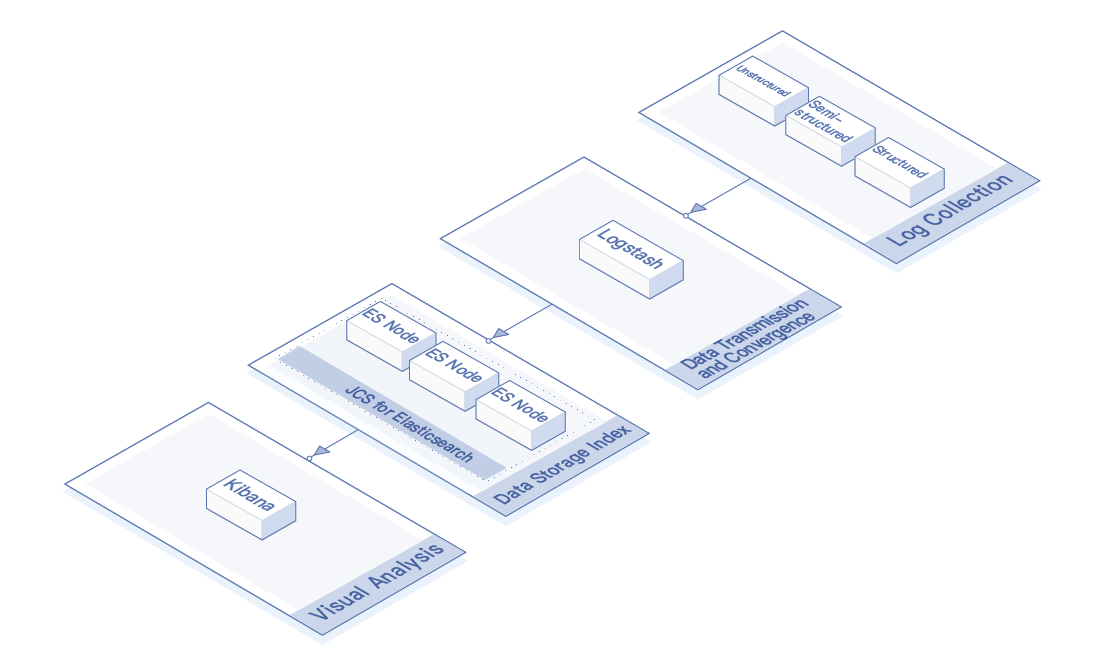 Unstructured
Semi-
structured
Structured
Log Collection
Logstash
Data Transmission
and Convergence
ES Node
ES Node
ES Node
JCS for Elasticsearch
Data Storage Index
Kibana
Visual Analysis